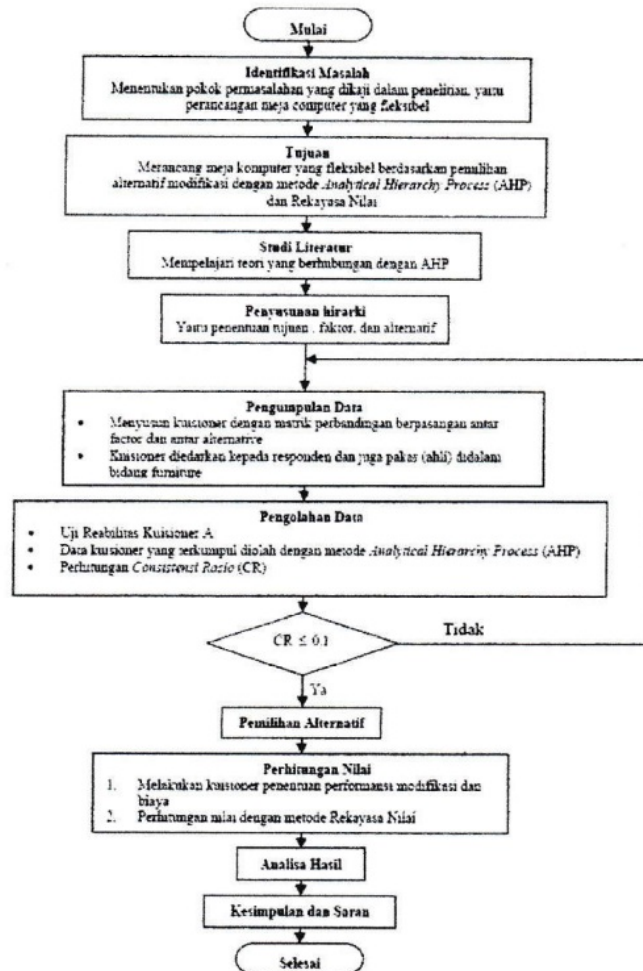 Mulai
Identifikasi Masalah
Menentukan pokok permasalahan yang dikaji dalam penelitian, yaitu
perancangan meja computer yang fleksibel
Tujuan
Merancang meja komputer yang fleksibel berdasarkan pemilihan
alternatif modifikasi dengan metode Analytical Hierarchy Process (AHP)
dan Rekayasa Nilai
Studi Literatur
Mempelajari teori yang berhubungan dengan AHP
Penyusunan hirarki
Yaitu penentuan tujuan , faktor, dan alternatif
Pengumpulan Data
• Menyusun kuisioner dengan matrik perbandingan berpasangan antar
factor dan antar alternative
• Kuisioner diedarkan kepada responden dan juga pakas (ahli) didalam
bidang furniture
Pengolahan Data
• Uji Reabilitas Kuisioner A
• Data kuisioner yang terkumpul diolah dengan metode Analytical Hierarchy Process (AHP)
• Perhitungan Consistensi Rasio (CR)
CR ≤ 0.1
Tidak
Ya
Pemilihan Alternatif
Perhitungan Nilai
1. Melakukan kuisioner penentuan performansi modifikasi dan
biaya
2. Perhitungan nilai dengan metode Rekayasa Nilai
Analisa Hasil
Kesimpulan dan Saran
Selesai